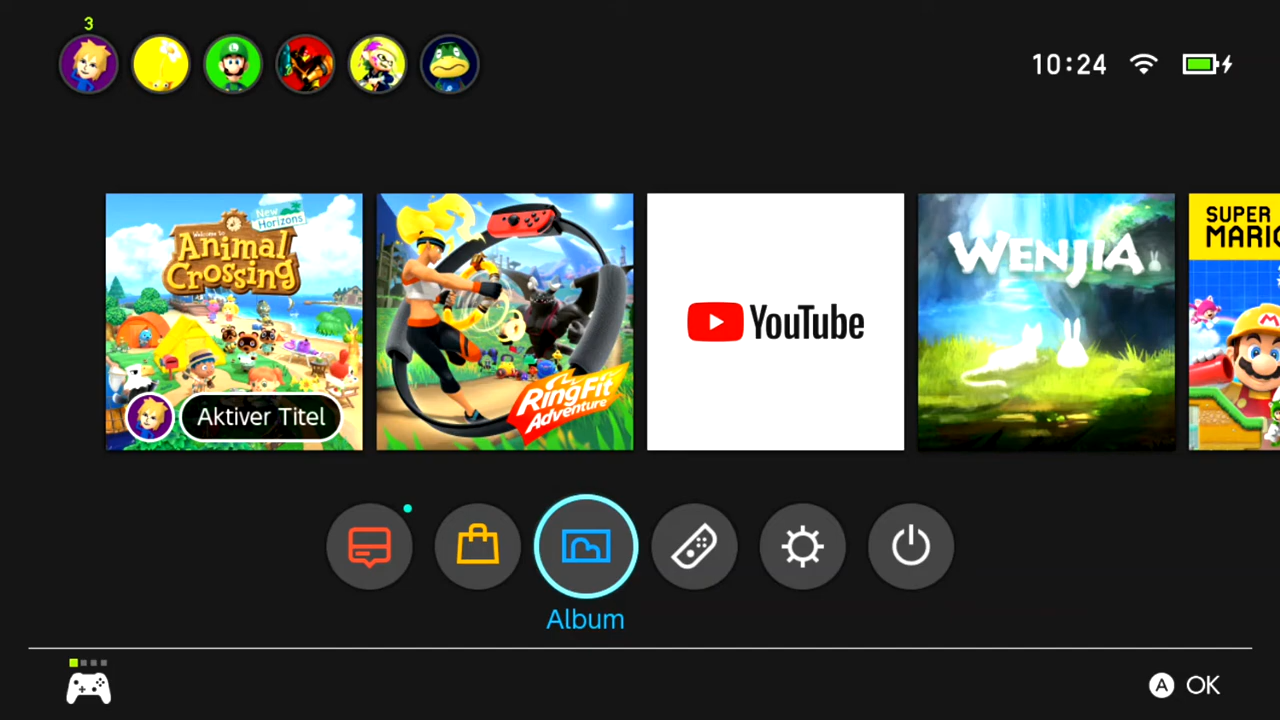 3
10:24
New
Horizons
Welcome to
Animal
Crossing
Aktiver Titel
L
RingFit
Adventure
YouTube
WENJIA
SUPER
MARIO
M
Album
A OK